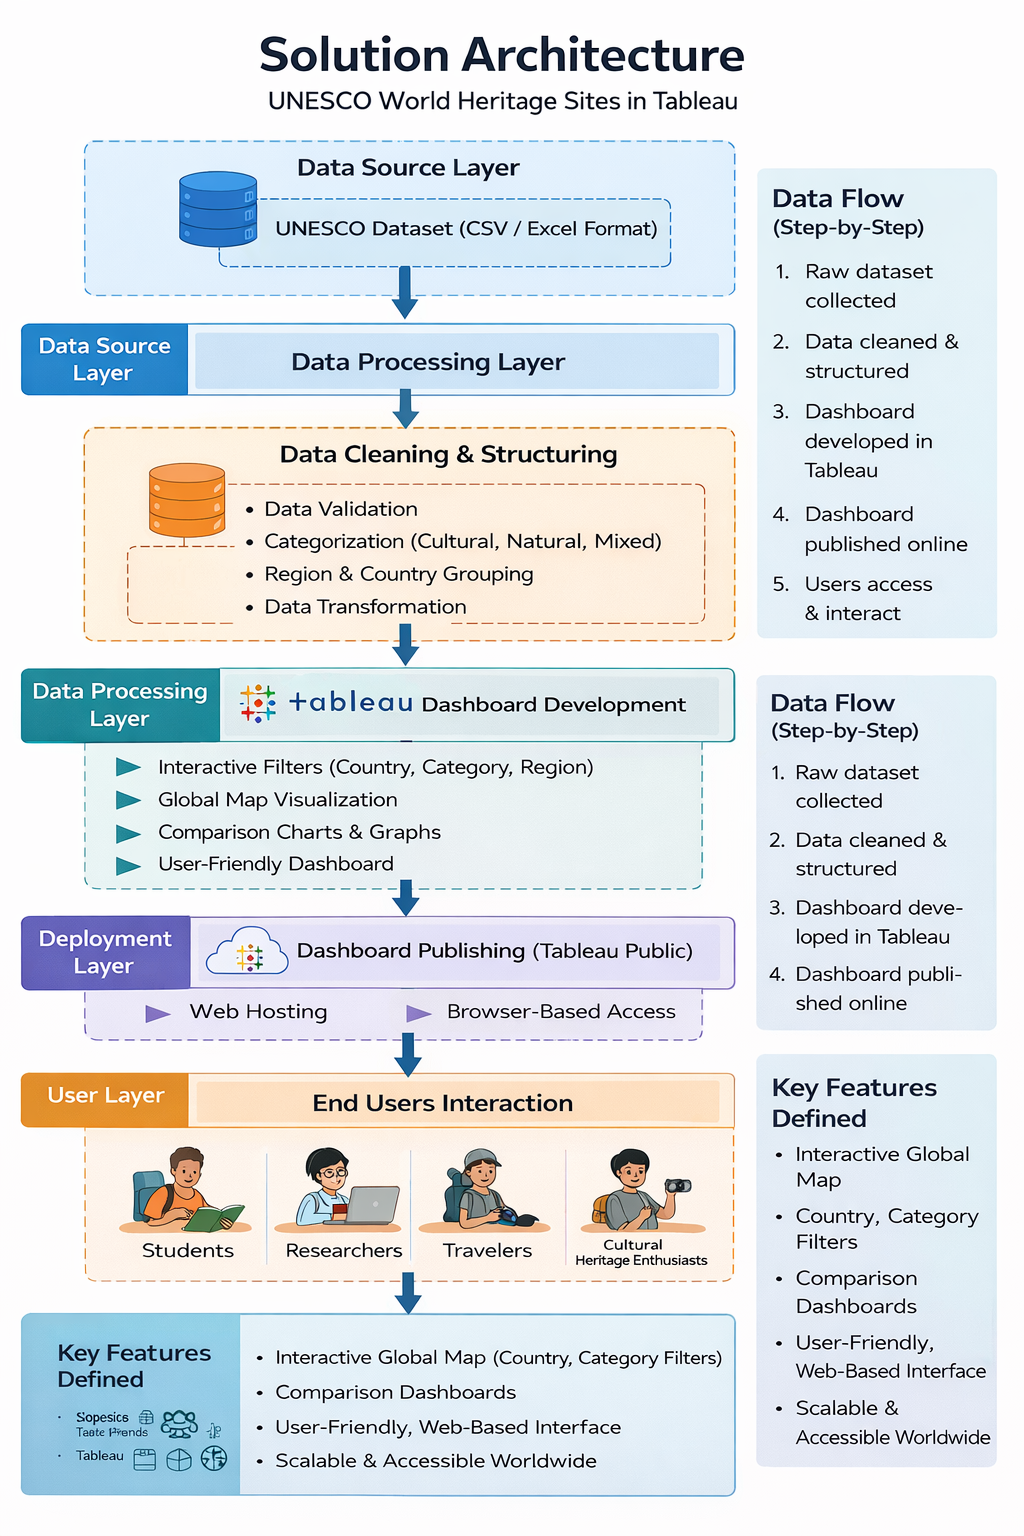 Solution Architecture
UNESCO World Heritage Sites in Tableau
Data Source Layer
UNESCO Dataset (CSV / Excel Format)
Data Source
Layer
Data Processing Layer
Data Cleaning & Structuring
• Data Validation
• Categorization (Cultural, Natural, Mixed)
• Region & Country Grouping
• Data Transformation
Data Processing
Layer
+ableau Dashboard Development
Interactive Filters (Country, Category, Region)
Global Map Visualization
Comparison Charts & Graphs
User-Friendly Dashboard
Deployment
Layer
Dashboard Publishing (Tableau Public)
Web Hosting
Browser-Based Access
User Layer
End Users Interaction
Students
Researchers
Travelers
Cultural
Heritage Enthusiasts
Key Features
Defined
Tableau
• Interactive Global Map (Country, Category Filters)
• Comparison Dashboards
• User-Friendly, Web-Based Interface
• Scalable & Accessible Worldwide
Data Flow
(Step-by-Step)
1. Raw dataset
collected
2. Data cleaned &
structured
3. Dashboard
developed in
Tableau
4. Dashboard
published online
5. Users access
& interact
Data Flow
(Step-by-Step)
1. Raw dataset
collected
2. Data cleaned &
structured
3. Dashboard deve-
loped in Tableau
4. Dashboard publi-
shed online
Key Features
Defined
• Interactive Global
Map
• Country, Category
Filters
• Comparison
Dashboards
• User-Friendly,
Web-Based Interface
• Scalable &
Accessible Worldwide